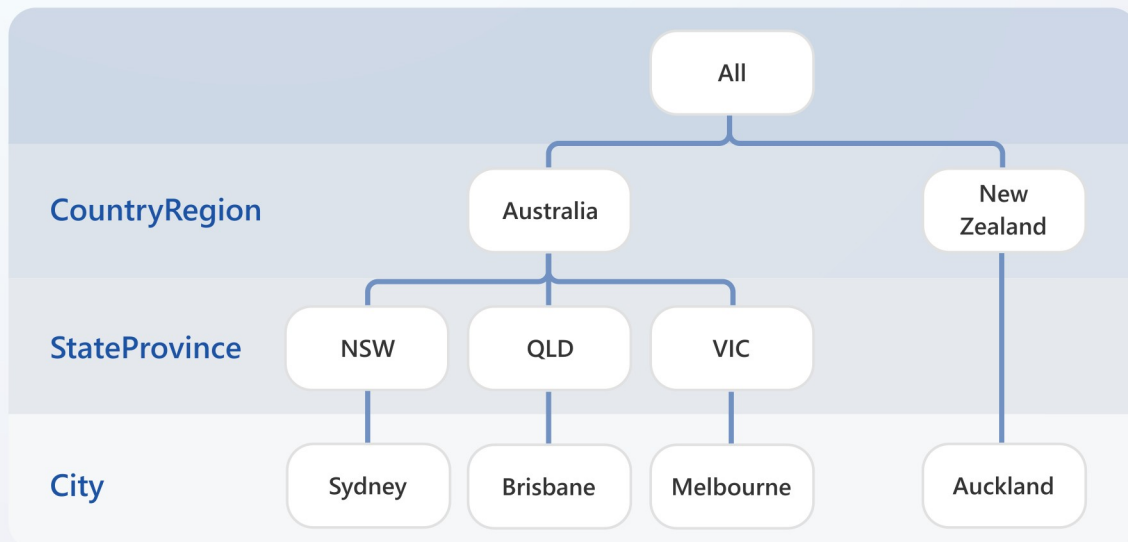 All
CountryRegion
Australia
New
Zealand
StateProvince
NSW
QLD
VIC
City
Sydney
Brisbane
Melbourne
Auckland